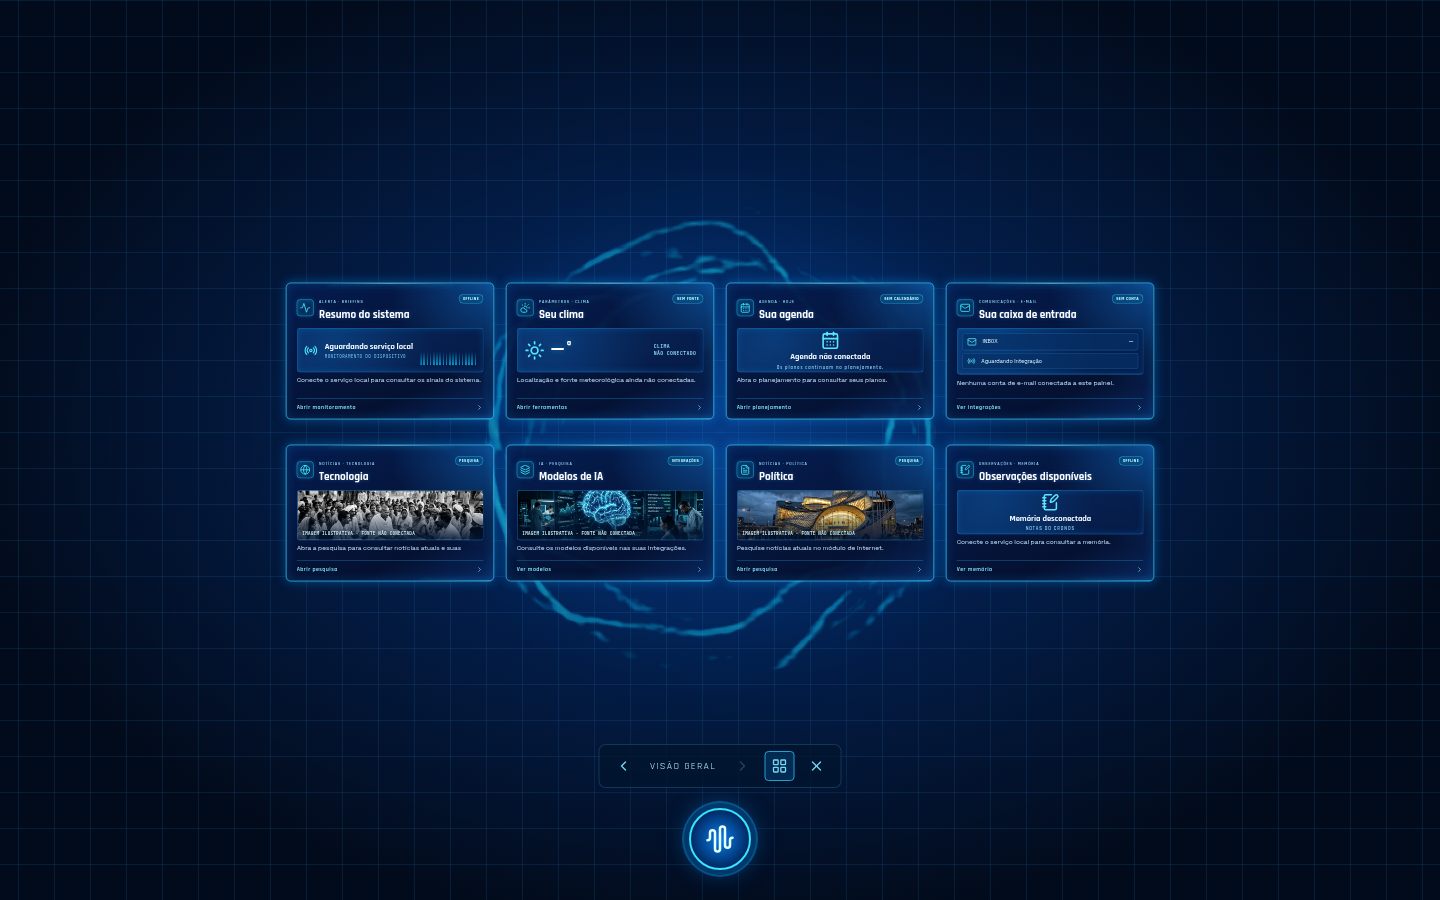 ALERTA · BRIEFING
OFFLINE
Resumo do sistema
Aguardando serviço local
MONITORAMENTO DO DISPOSITIVO
Conecte o serviço local para consultar os sinais do sistema.
Abrir monitoramento
PARÂMETROS · CLIMA
SEM FONTE
Seu clima
—°
CLIMA
NÃO CONECTADO
Localização e fonte meteorológica ainda não conectadas.
Abrir ferramentas
AGENDA · HOJE
SEM CALENDÁRIO
Sua agenda
Agenda não conectada
Os planos continuam no planejamento.
Abra o planejamento para consultar seus planos.
Abrir planejamento
COMUNICAÇÕES · E-MAIL
SEM CONTA
Sua caixa de entrada
INBOX
—
Aguardando integração
Nenhuma conta de e-mail conectada a este painel.
Ver integrações
NOTÍCIAS · TECNOLOGIA
PESQUISA
Tecnologia
IMAGEM ILUSTRATIVA · FONTE NÃO CONECTADA
Abra a pesquisa para consultar notícias atuais e suas
Abrir pesquisa
IA · PESQUISA
INTEGRAÇÕES
Modelos de IA
IMAGEM ILUSTRATIVA · FONTE NÃO CONECTADA
Consulte os modelos disponíveis nas suas integrações.
Ver modelos
NOTÍCIAS · POLÍTICA
PESQUISA
Política
IMAGEM ILUSTRATIVA · FONTE NÃO CONECTADA
Pesquise notícias atuais no módulo de internet.
Abrir pesquisa
OBSERVAÇÕES · MEMÓRIA
OFFLINE
Observações disponíveis
Memória desconectada
NOTAS DO CRONOS
Conecte o serviço local para consultar a memória.
Ver memória
VISÃO GERAL